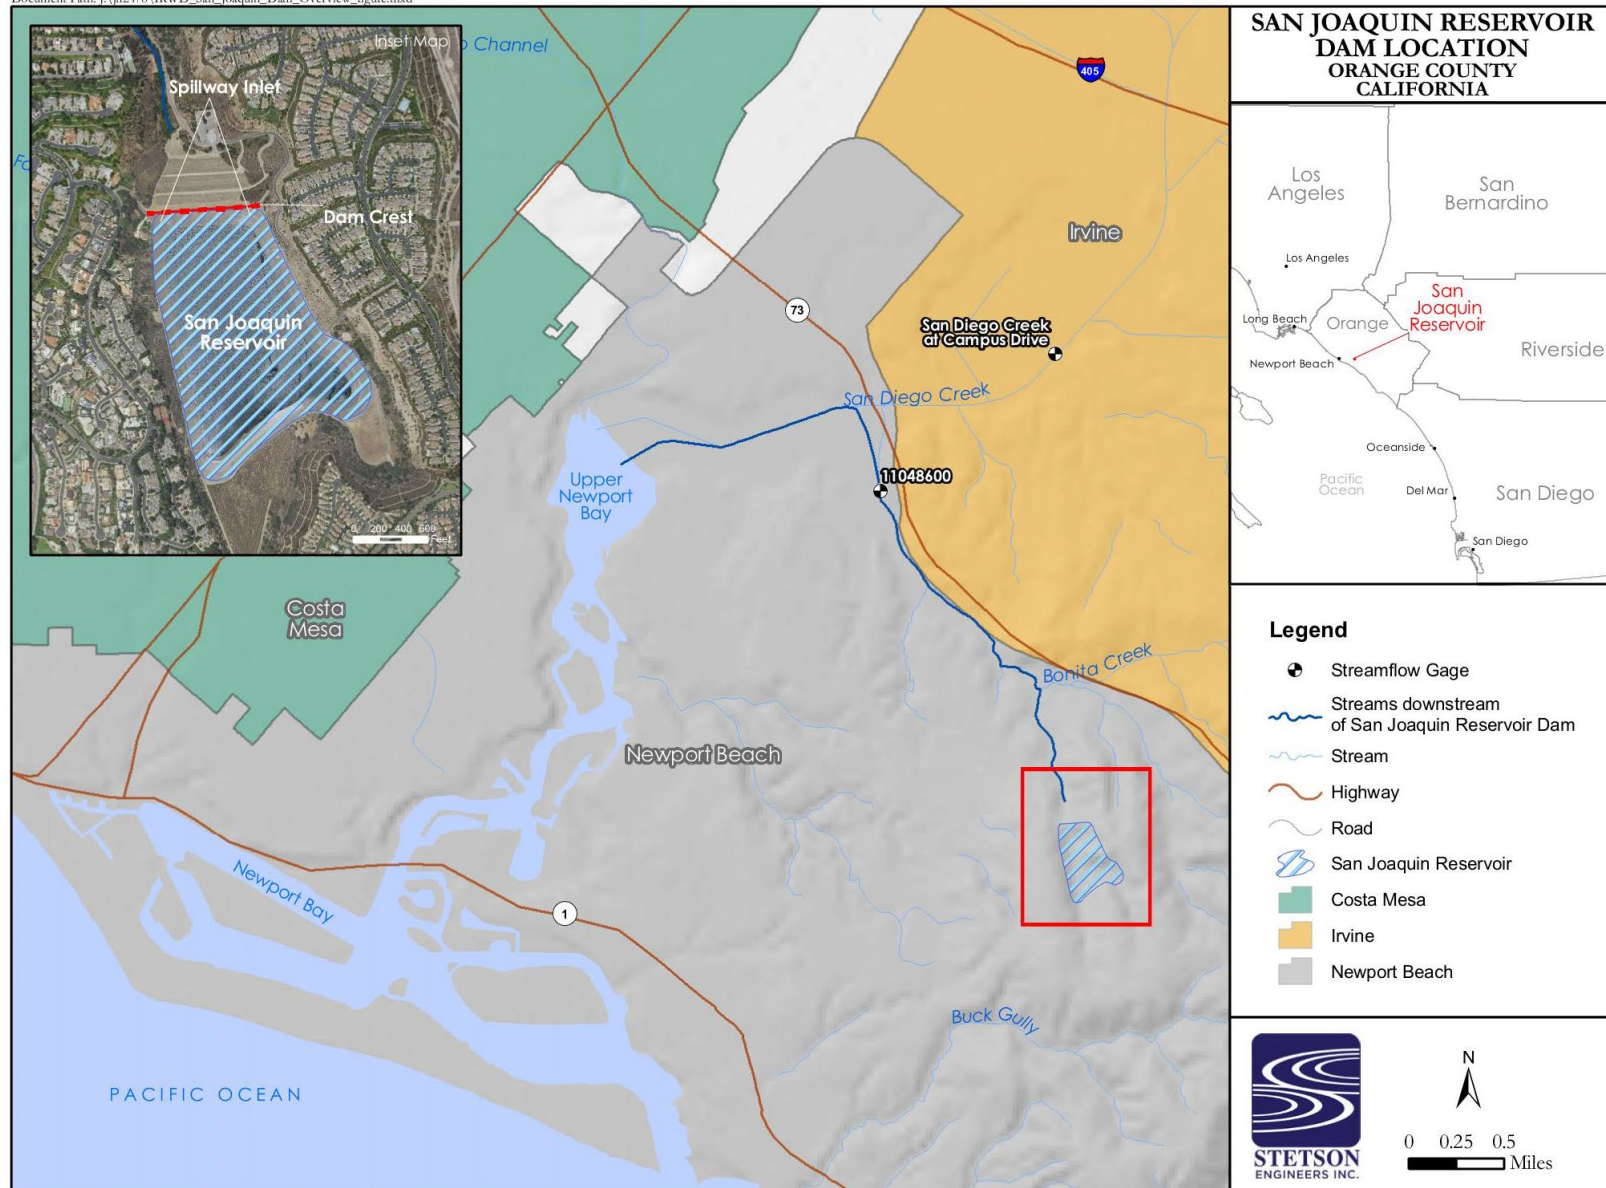 SAN JOAQUIN RESERVOIR
DAM LOCATION
ORANGE COUNTY
CALIFORNIA
Inset Map
Spillway Inlet
Dam Crest
San Joaquin
Reservoir
0 200 400 600
Feet
Channel
405
Irvine
73
San Diego Creek
at Campus Drive
San Diego Creek
11048600
Upper
Newport
Bay
Costa
Mesa
Bonita Creek
Newport Beach
Newport Bay
1
Buck Gully
PACIFIC OCEAN
Los
Angeles
San
Bernardino
Los Angeles
San
Joaquin
Reservoir
Long Beach
Orange
Newport Beach
Riverside
Oceanside
Pacific
Ocean
Del Mar
San Diego
San Diego
Legend
Streamflow Gage
Streams downstream
of San Joaquin Reservoir Dam
Stream
Highway
Road
San Joaquin Reservoir
Costa Mesa
Irvine
Newport Beach
STETSON
ENGINEERS INC.
N
0 0.25 0.5
Miles